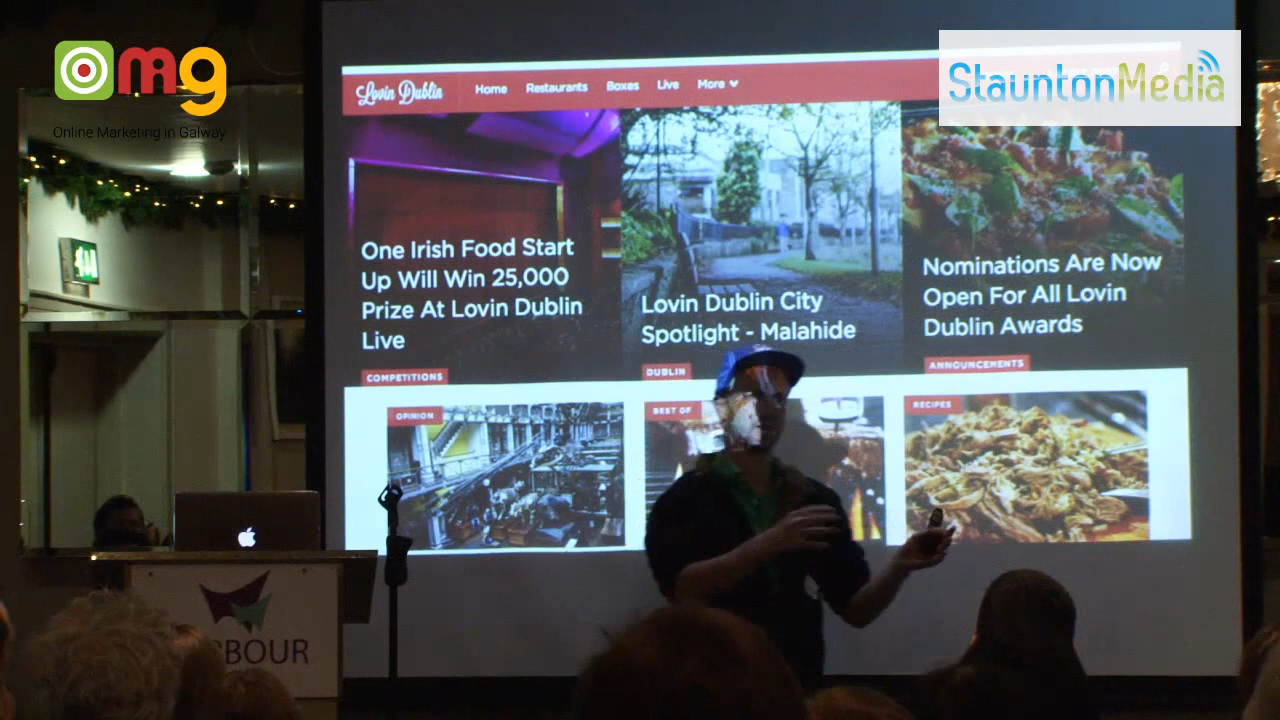 OMiG
Online Marketing in Galway
StauntonMedia
Lovin Dublin
Home Restaurants Boxes Live More
One Irish Food Start
Up Will Win 25,000
Prize At Lovin Dublin
Live
COMPETITIONS
Lovin Dublin City
Spotlight - Malahide
DUBLIN
Nominations Are Now
Open For All Lovin
Dublin Awards
ANNOUNCEMENTS
OPINION
BEST OF
RECIPES
BOUR